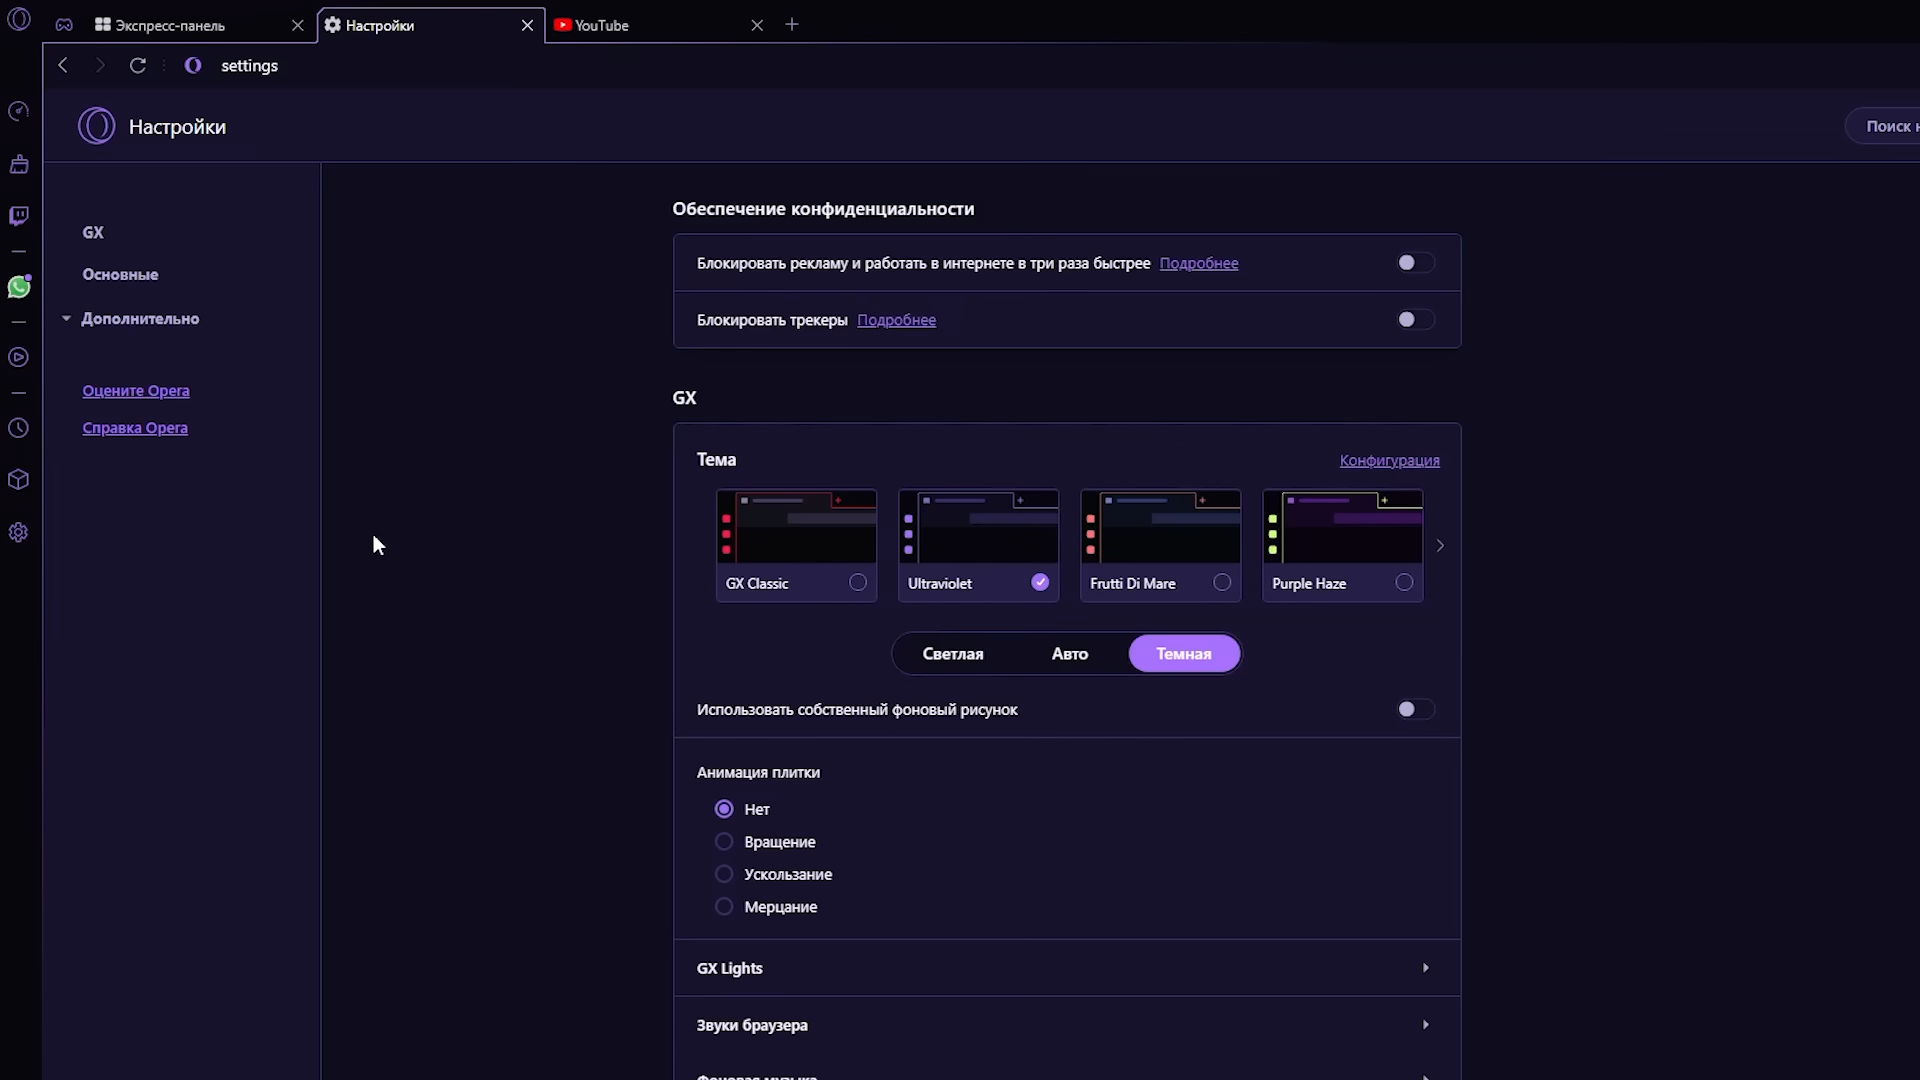 Экспресс-панель
Настройки
YouTube
settings
Настройки
Поиск
GX
Основные
Дополнительно
Оцените Opera
Справка Opera
Обеспечение конфиденциальности
Блокировать рекламу и работать в интернете в три раза быстрее Подробнее
Блокировать трекеры Подробнее
GX
Тема
Конфигурация
GX Classic
Ultraviolet
Frutti Di Mare
Purple Haze
Светлая
Авто
Темная
Использовать собственный фоновый рисунок
Анимация плитки
Нет
Вращение
Ускользание
Мерцание
GX Lights
Звуки браузера
Фоновая музыка